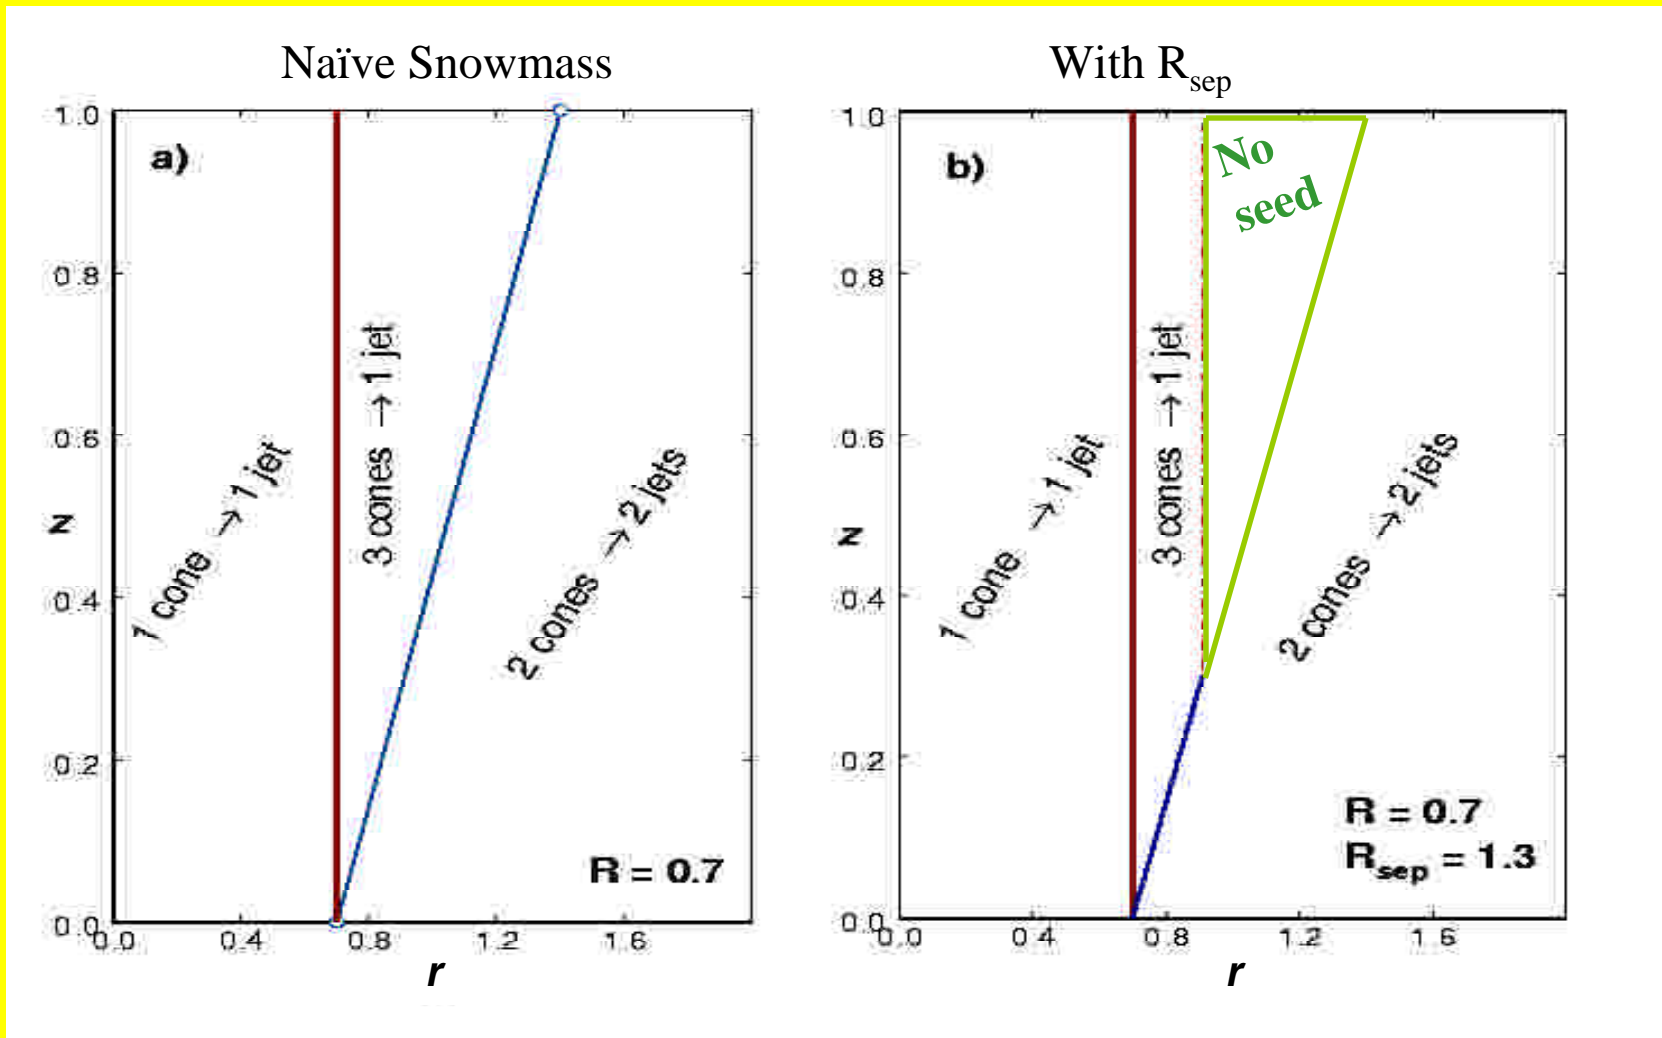 Naïve Snowmass
With Rsep
a)
1.0
0.8
0.6
0.4
0.2
0.0
z
1 cone → 1 jet
3 cones → 1 jet
2 cones → 2 jets
R = 0.7
0.0 0.4 0.8 1.2 1.6
r
b)
No
seed
1.0
0.8
0.6
0.4
0.2
0.0
z
1 cone → 1 jet
3 cones → 1 jet
2 cones → 2 jets
R = 0.7
Rsep = 1.3
0.0 0.4 0.8 1.2 1.6
r